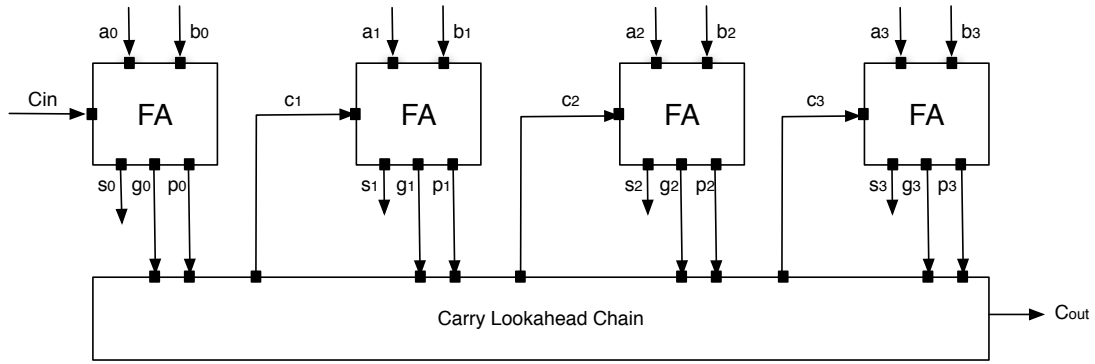 a0 b0 a1 b1 a2 b2 a3 b3
Cin FA c1 FA c2 FA c3 FA
s0 g0 p0 s1 g1 p1 s2 g2 p2 s3 g3 p3
Carry Lookahead Chain Cout